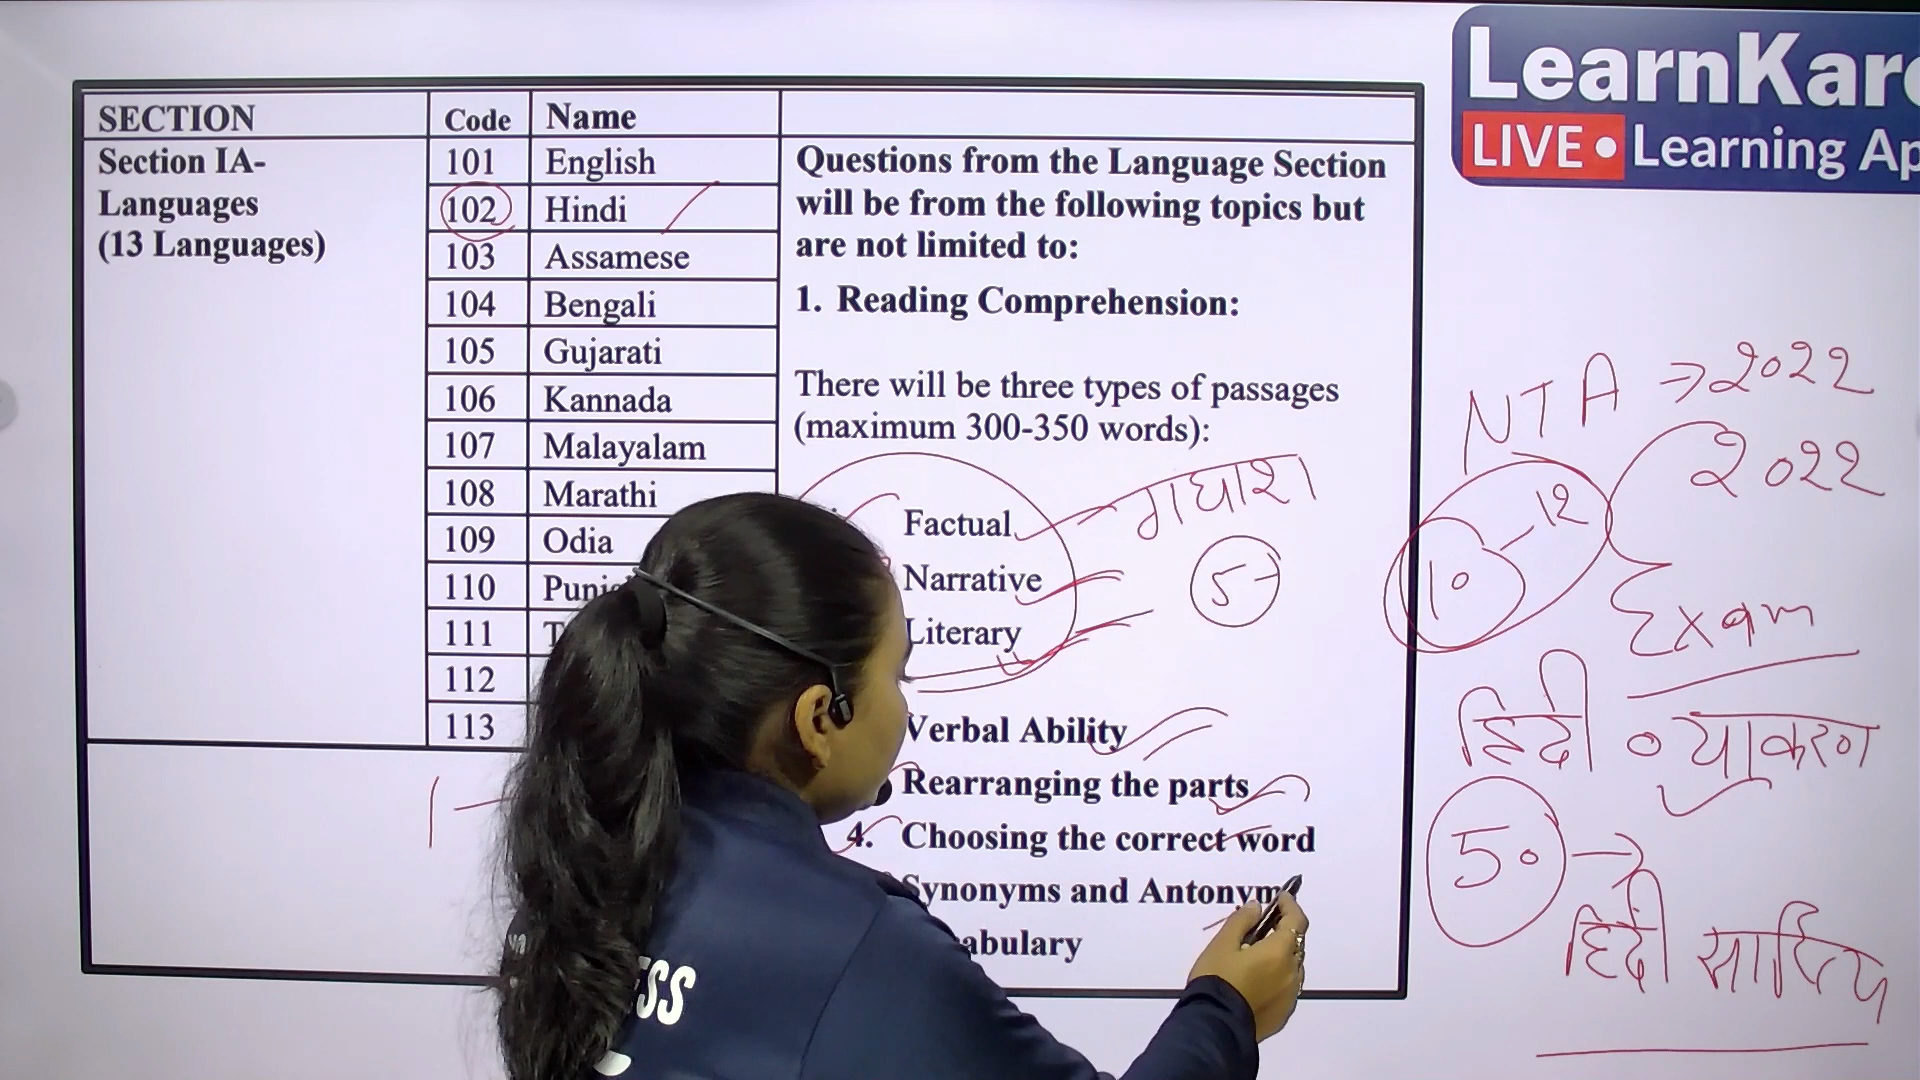 LearnKar
LIVE • Learning Ap
SECTION
Code
Name
Section IA-
Languages
(13 Languages)
101 English
102 Hindi
103 Assamese
104 Bengali
105 Gujarati
106 Kannada
107 Malayalam
108 Marathi
109 Odia
110
111
112
113
Questions from the Language Section
will be from the following topics but
are not limited to:
1. Reading Comprehension:
There will be three types of passages
(maximum 300-350 words):
Factual
Narrative
Literary
Verbal Ability
Rearranging the parts
4. Choosing the correct word
Synonyms and
गद्यांश
5
NTA → 2022
2022
10 – 12
Exam
हिंदी व्याकरण
50 →
हिंदी साहित्य
SS